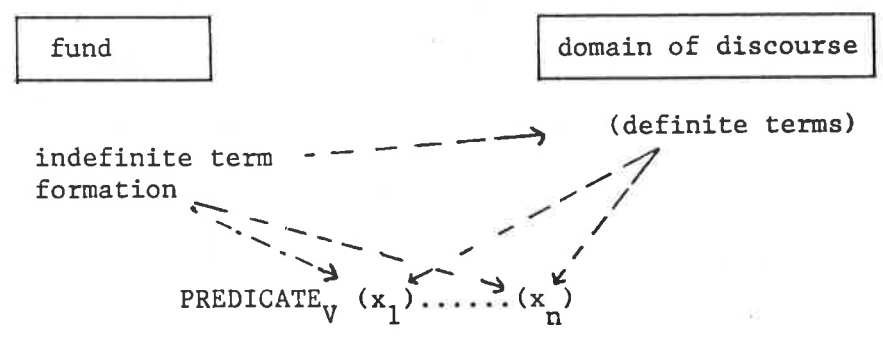 fund
domain of discourse
(definite terms)
indefinite term
formation
PREDICATE_V (x_1)......(x_n)